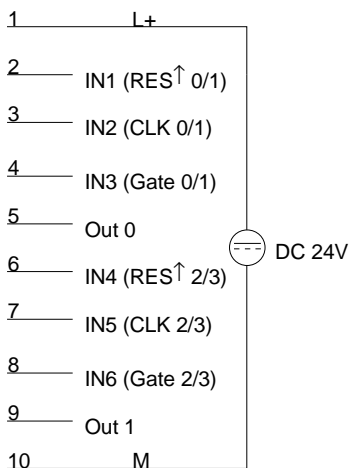 1 L+
2 IN1 (RES↑ 0/1)
3 IN2 (CLK 0/1)
4 IN3 (Gate 0/1)
5 Out 0
DC 24V
6 IN4 (RES↑ 2/3)
7 IN5 (CLK 2/3)
8 IN6 (Gate 2/3)
9 Out 1
10 M